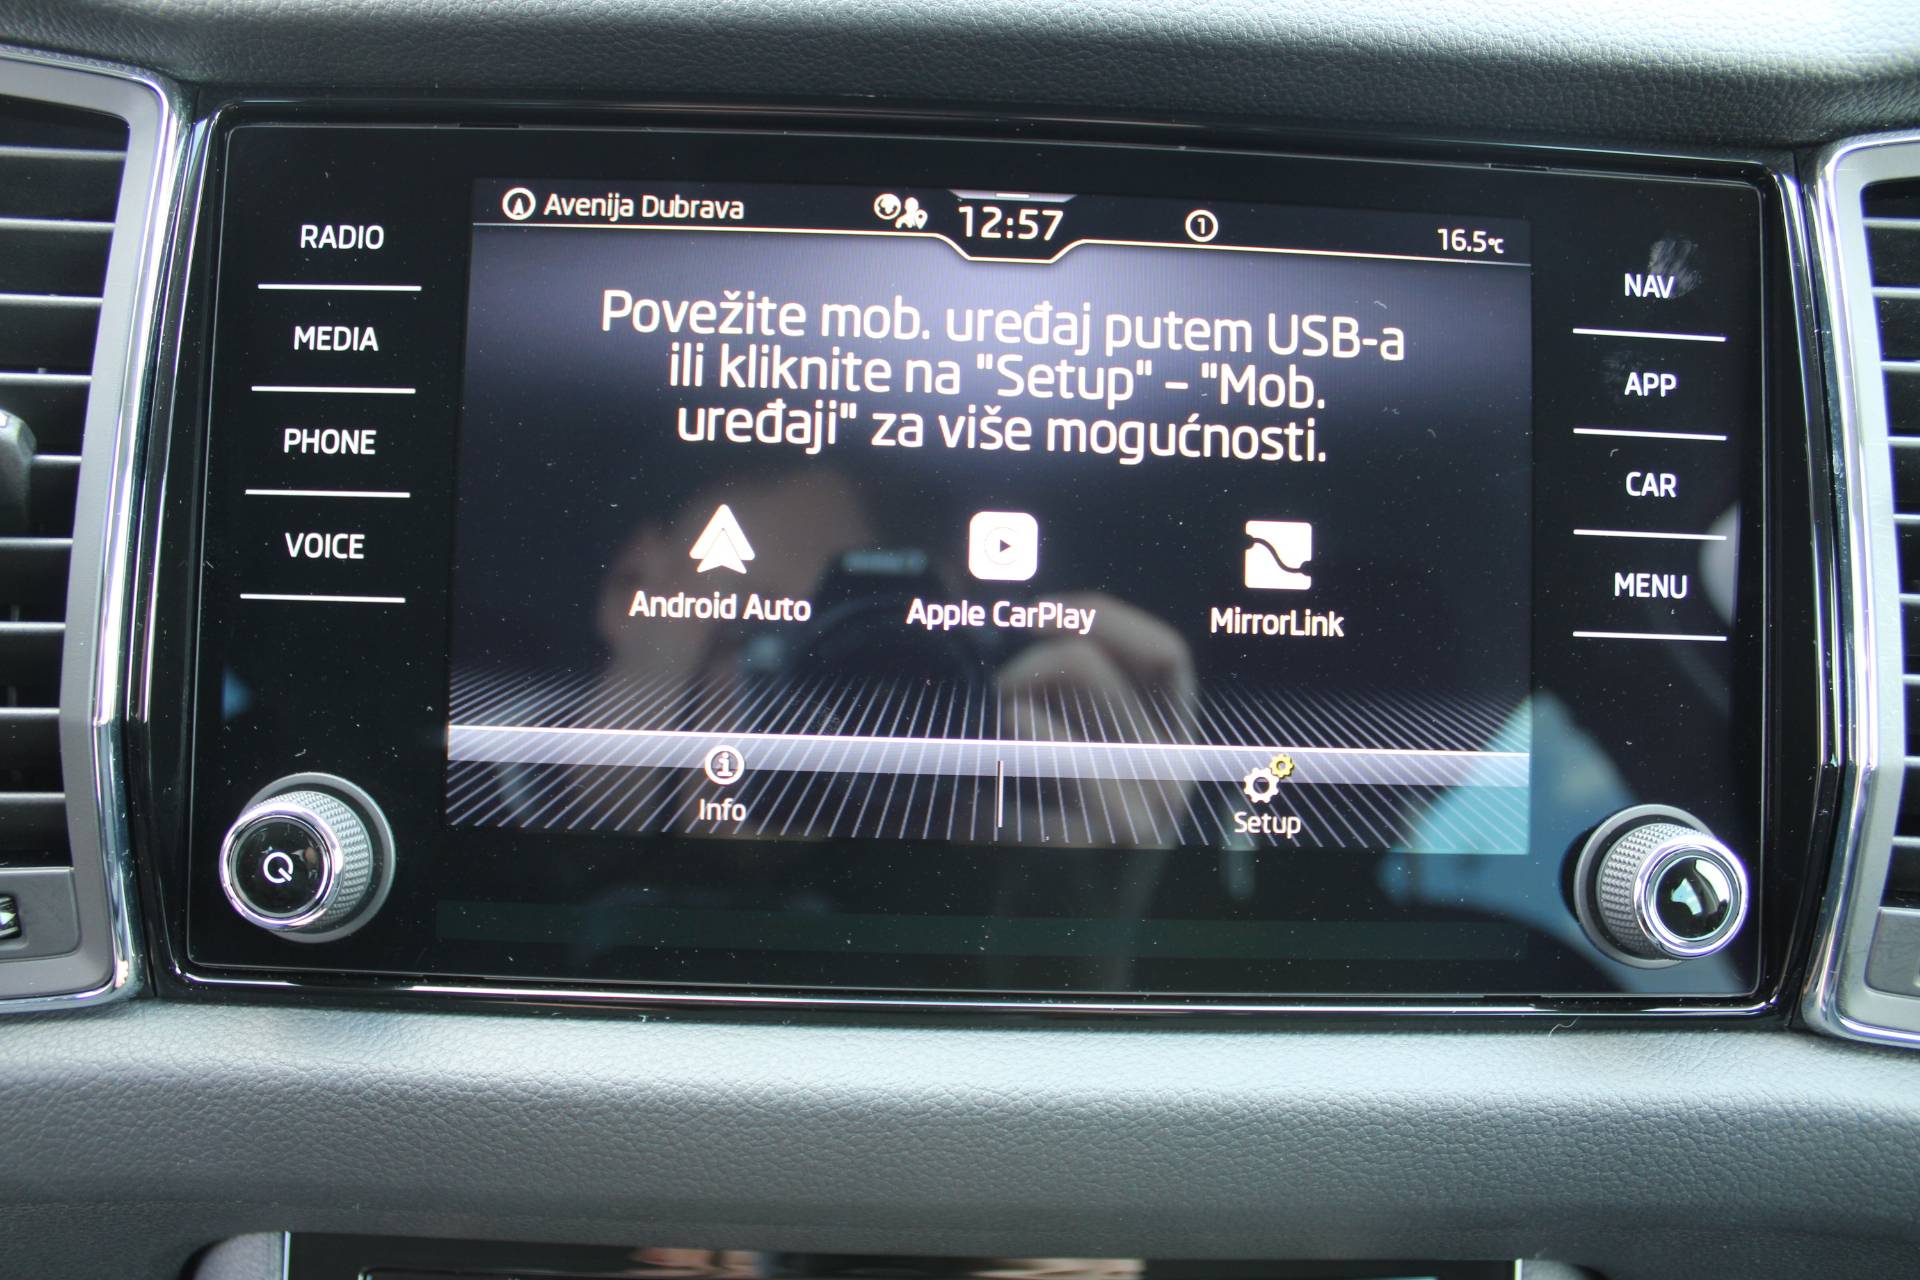 Avenija Dubrava
12:57
1
16.5°C
RADIO
MEDIA
PHONE
VOICE
Povežite mob. uređaj putem USB-a
ili kliknite na "Setup" – "Mob.
uređaji" za više mogućnosti.
Android Auto
Apple CarPlay
MirrorLink
Info
Setup
NAV
APP
CAR
MENU